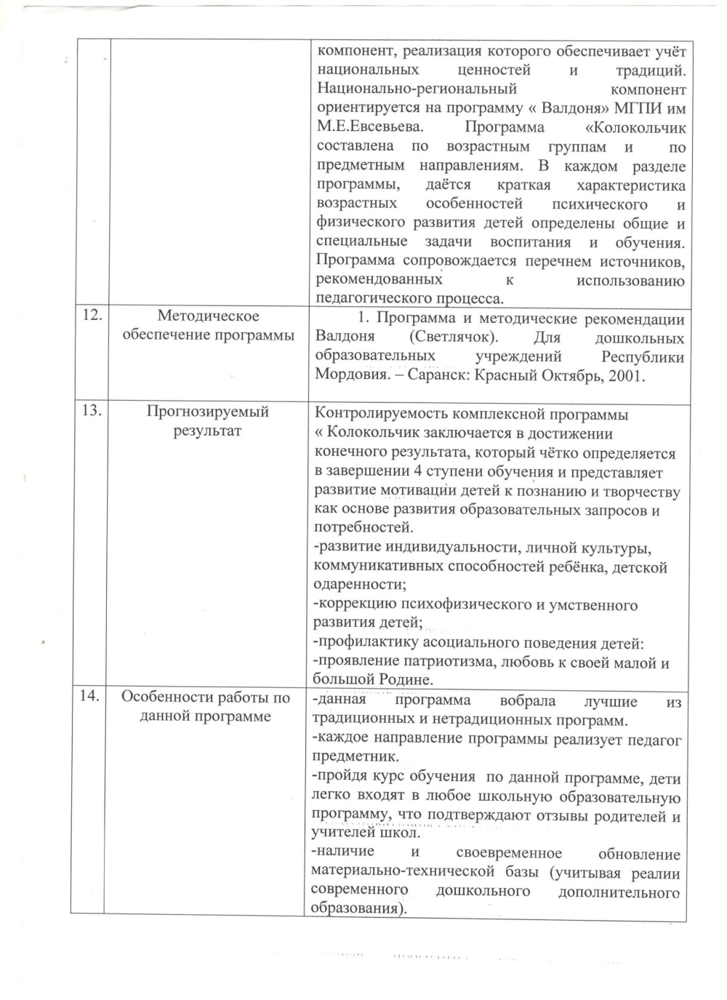 компонент, реализация которого обеспечивает учёт
национальных ценностей и традиций.
Национально-региональный компонент
ориентируется на программу « Валдоня» МГПИ им
М.Е.Евсевьева. Программа «Колокольчик
составлена по возрастным группам и по
предметным направлениям. В каждом разделе
программы, даётся краткая характеристика
возрастных особенностей психического и
физического развития детей определены общие и
специальные задачи воспитания и обучения.
Программа сопровождается перечнем источников,
рекомендованных к использованию
педагогического процесса.
12.
Методическое
обеспечение программы
1. Программа и методические рекомендации
Валдоня (Светлячок). Для дошкольных
образовательных учреждений Республики
Мордовия. – Саранск: Красный Октябрь, 2001.
13.
Прогнозируемый
результат
Контролируемость комплексной программы
« Колокольчик заключается в достижении
конечного результата, который чётко определяется
в завершении 4 ступени обучения и представляет
развитие мотивации детей к познанию и творчеству
как основе развития образовательных запросов и
потребностей.
-развитие индивидуальности, личной культуры,
коммуникативных способностей ребёнка, детской
одаренности;
-коррекцию психофизического и умственного
развития детей;
-профилактику асоциального поведения детей:
-проявление патриотизма, любовь к своей малой и
большой Родине.
14.
Особенности работы по
данной программе
-данная программа вобрала лучшие из
традиционных и нетрадиционных программ.
-каждое направление программы реализует педагог
предметник.
-пройдя курс обучения по данной программе, дети
легко входят в любое школьную образовательную
программу, что подтверждают отзывы родителей и
учителей школ.
-наличие и своевременное обновление
материально-технической базы (учитывая реалии
современного дошкольного дополнительного
образования).